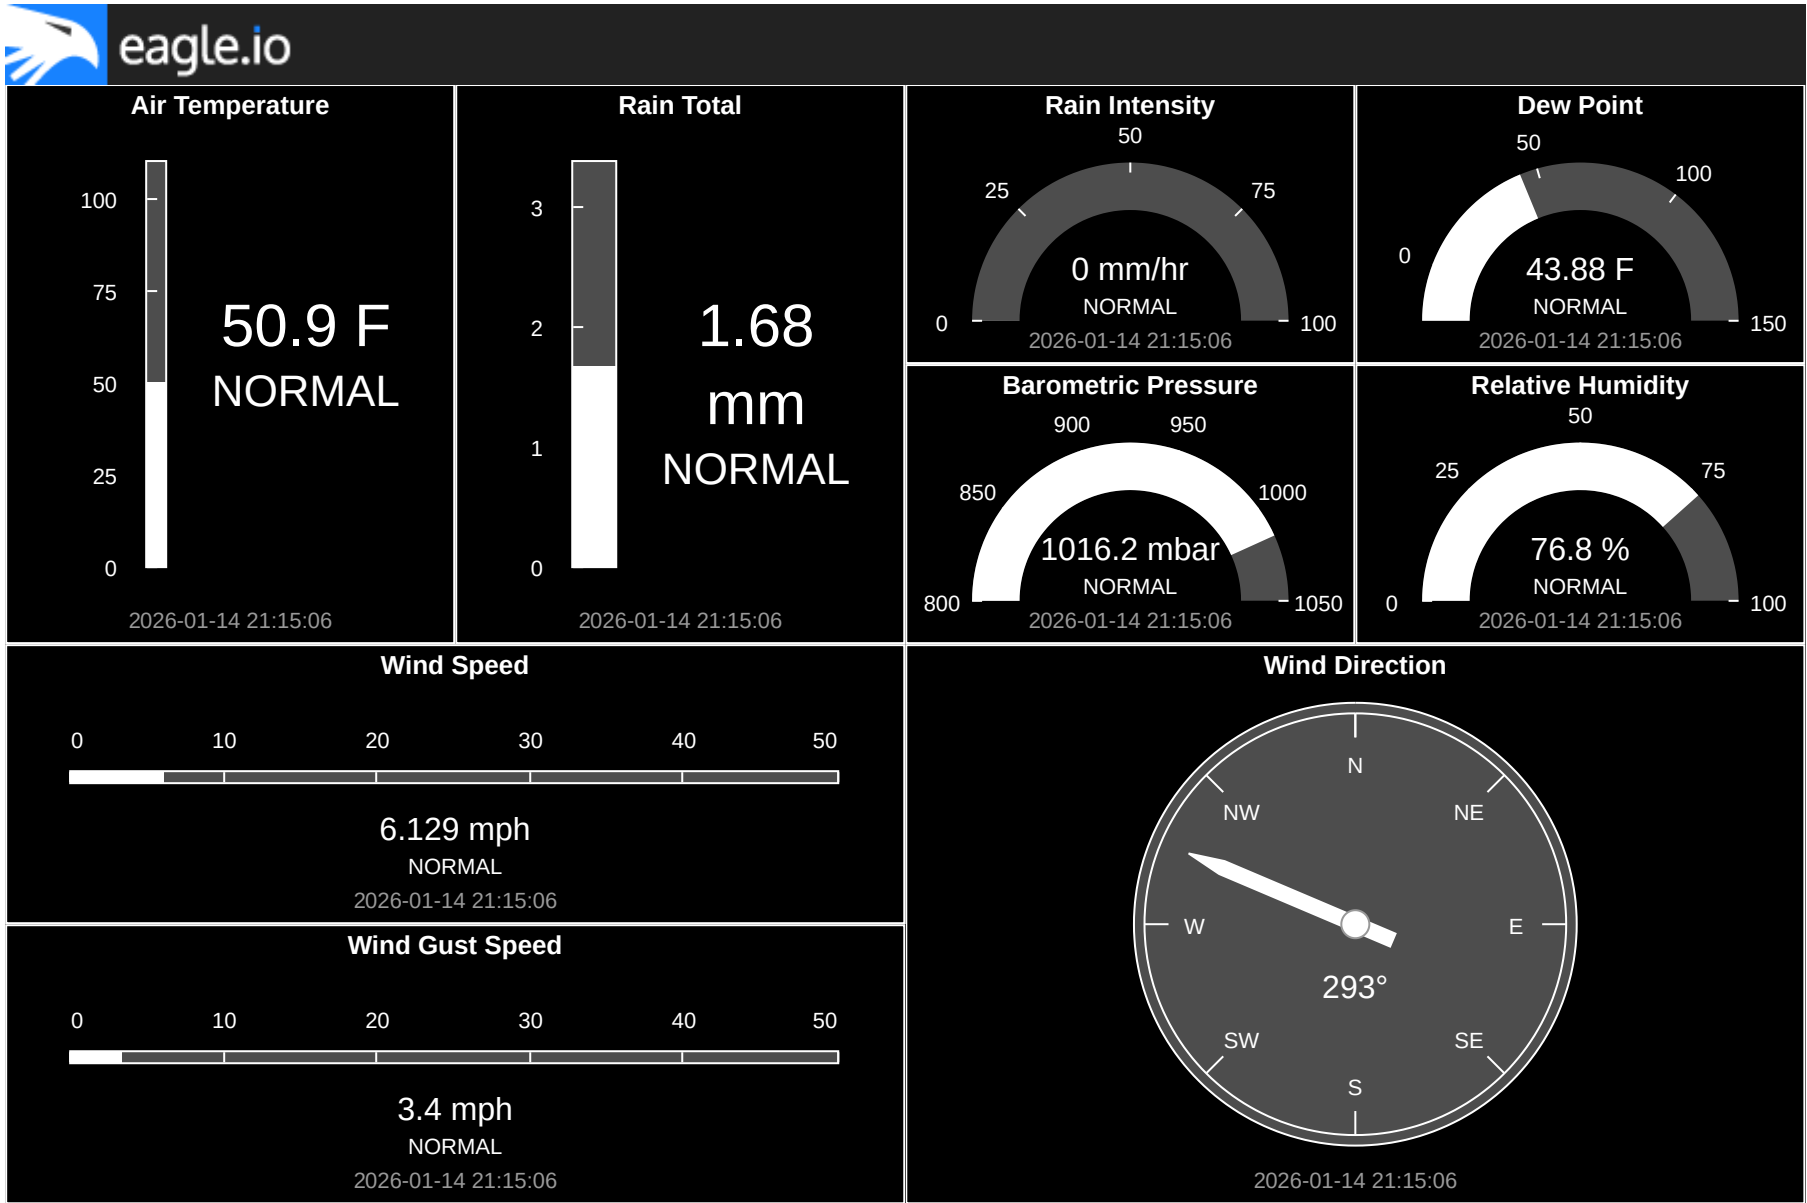 eagle.io
Air Temperature
100
75
50
25
0
50.9 F
NORMAL
2026-01-14 21:15:06
Rain Total
3
2
1
0
1.68
mm
NORMAL
2026-01-14 21:15:06
Rain Intensity
50
25
75
0
100
0 mm/hr
NORMAL
2026-01-14 21:15:06
Dew Point
50
100
0
150
43.88 F
NORMAL
2026-01-14 21:15:06
Barometric Pressure
900
950
850
1000
800
1050
1016.2 mbar
NORMAL
2026-01-14 21:15:06
Relative Humidity
50
25
75
0
100
76.8 %
NORMAL
2026-01-14 21:15:06
Wind Speed
0 10 20 30 40 50
6.129 mph
NORMAL
2026-01-14 21:15:06
Wind Gust Speed
0 10 20 30 40 50
3.4 mph
NORMAL
2026-01-14 21:15:06
Wind Direction
N
NW
NE
W
E
293°
SW
SE
S
2026-01-14 21:15:06